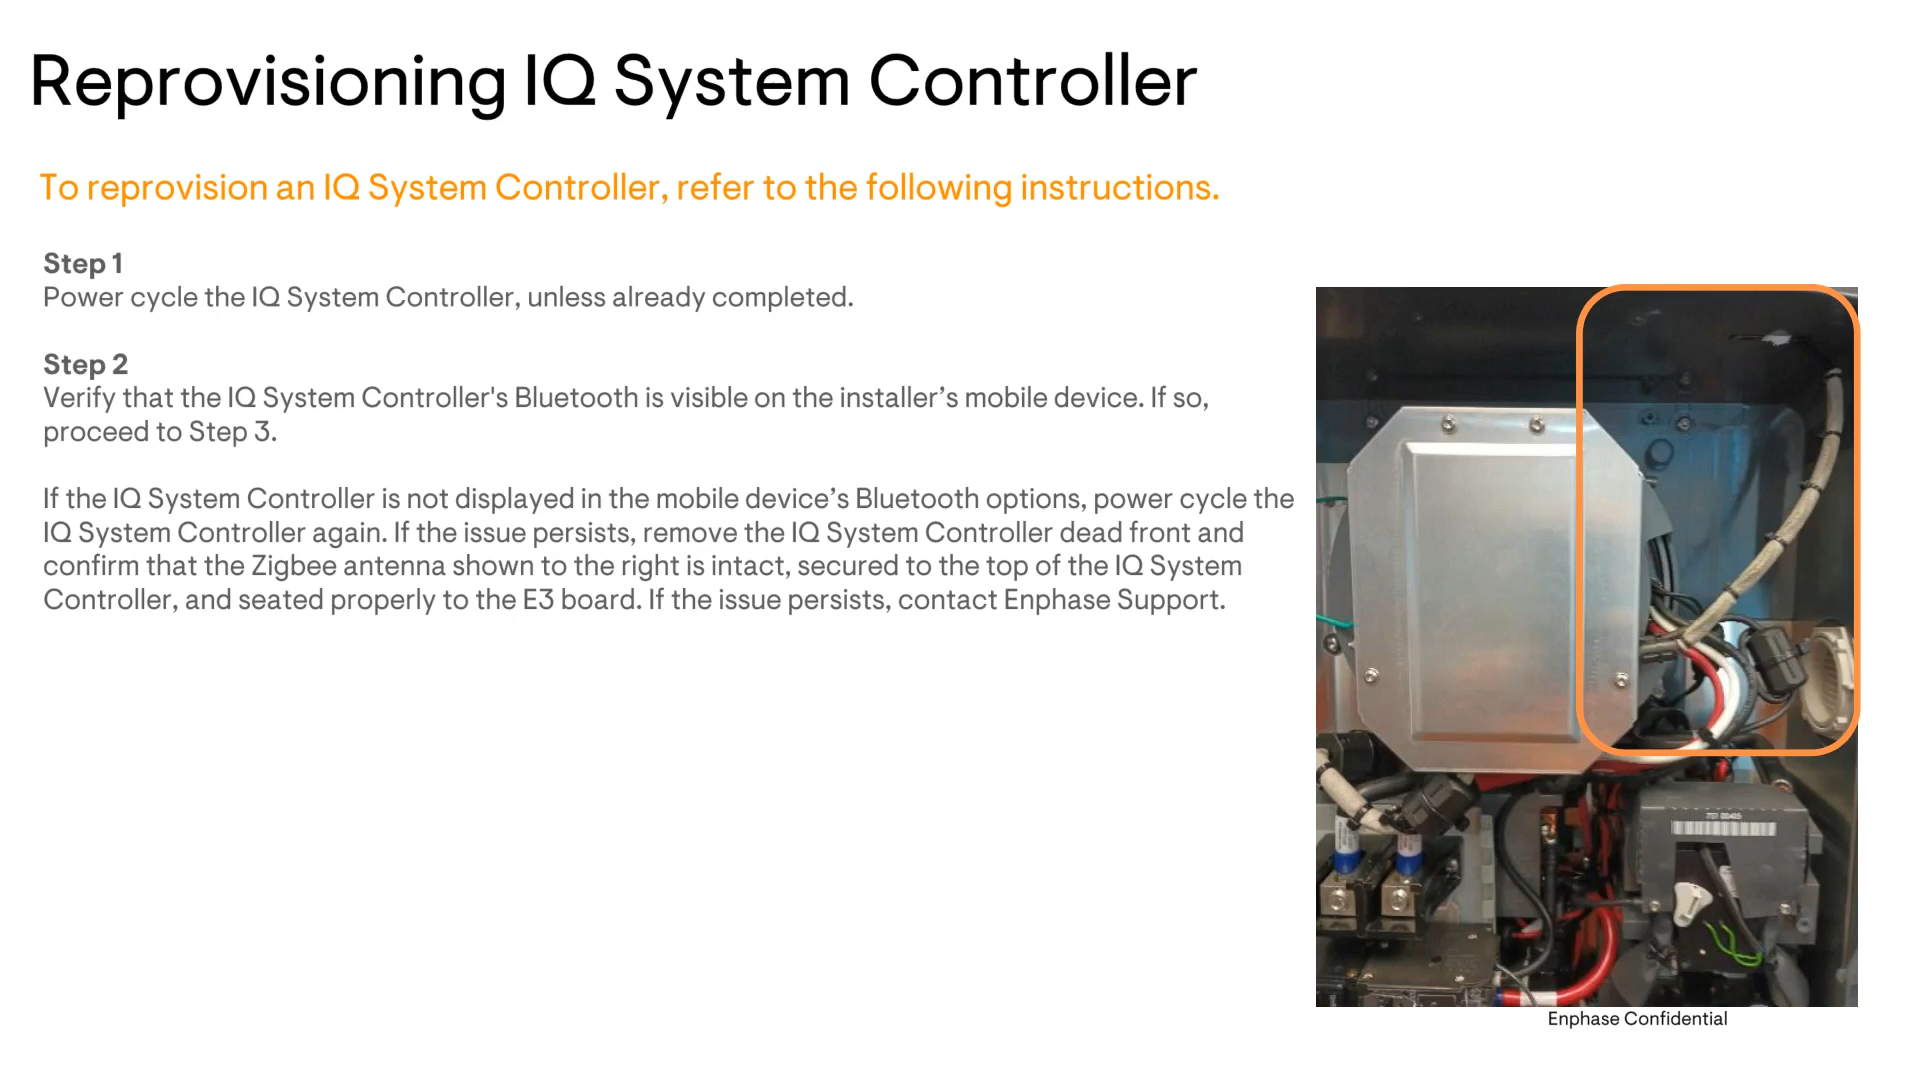 Reprovisioning IQ System Controller
To reprovision an IQ System Controller, refer to the following instructions.
Step 1
Power cycle the IQ System Controller, unless already completed.
Step 2
Verify that the IQ System Controller's Bluetooth is visible on the installer’s mobile device. If so,
proceed to Step 3.
If the IQ System Controller is not displayed in the mobile device’s Bluetooth options, power cycle the
IQ System Controller again. If the issue persists, remove the IQ System Controller dead front and
confirm that the Zigbee antenna shown to the right is intact, secured to the top of the IQ System
Controller, and seated properly to the E3 board. If the issue persists, contact Enphase Support.
Enphase Confidential